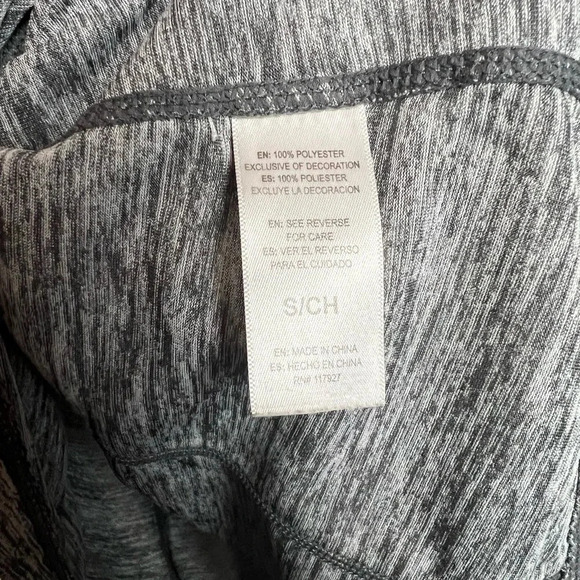 EN: 100% POLYESTER
EXCLUSIVE OF DECORATION
ES: 100% POLIESTER
EXCLUYE LA DECORACION
EN: SEE REVERSE
FOR CARE
ES: VER EL REVERSO
PARA EL CUIDADO
S/CH
EN: MADE IN CHINA
ES: HECHO EN CHINA
RN# 117927